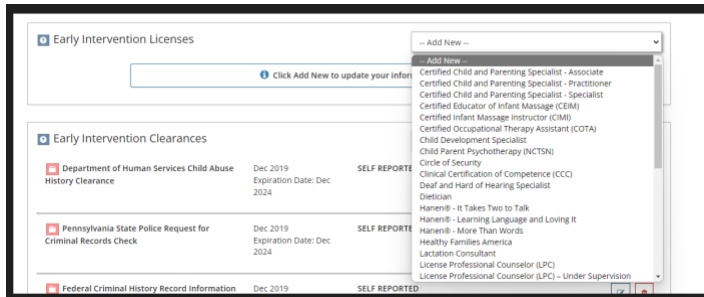 Early Intervention Licenses
-- Add New --
Click Add New to update your infor
-- Add New --
Certified Child and Parenting Specialist - Associate
Certified Child and Parenting Specialist - Practitioner
Certified Child and Parenting Specialist - Specialist
Certified Educator of Infant Massage (CEIM)
Certified Infant Massage Instructor (CIMI)
Certified Occupational Therapy Assistant (COTA)
Child Development Specialist
Child Parent Psychotherapy (NCTSN)
Circle of Security
Clinical Certification of Competence (CCC)
Deaf and Hard of Hearing Specialist
Dietician
Hanen® - It Takes Two to Talk
Hanen® - Learning Language and Loving It
Hanen® - More Than Words
Healthy Families America
Lactation Consultant
License Professional Counselor (LPC)
License Professional Counselor (LPC) – Under Supervision
Early Intervention Clearances
Department of Human Services Child Abuse
History Clearance
Dec 2019
Expiration Date: Dec
2024
SELF REPORTE
Pennsylvania State Police Request for
Criminal Records Check
Dec 2019
Expiration Date: Dec
2024
SELF REPORTE
Federal Criminal History Record Information
Dec 2019
SELF REPORTED